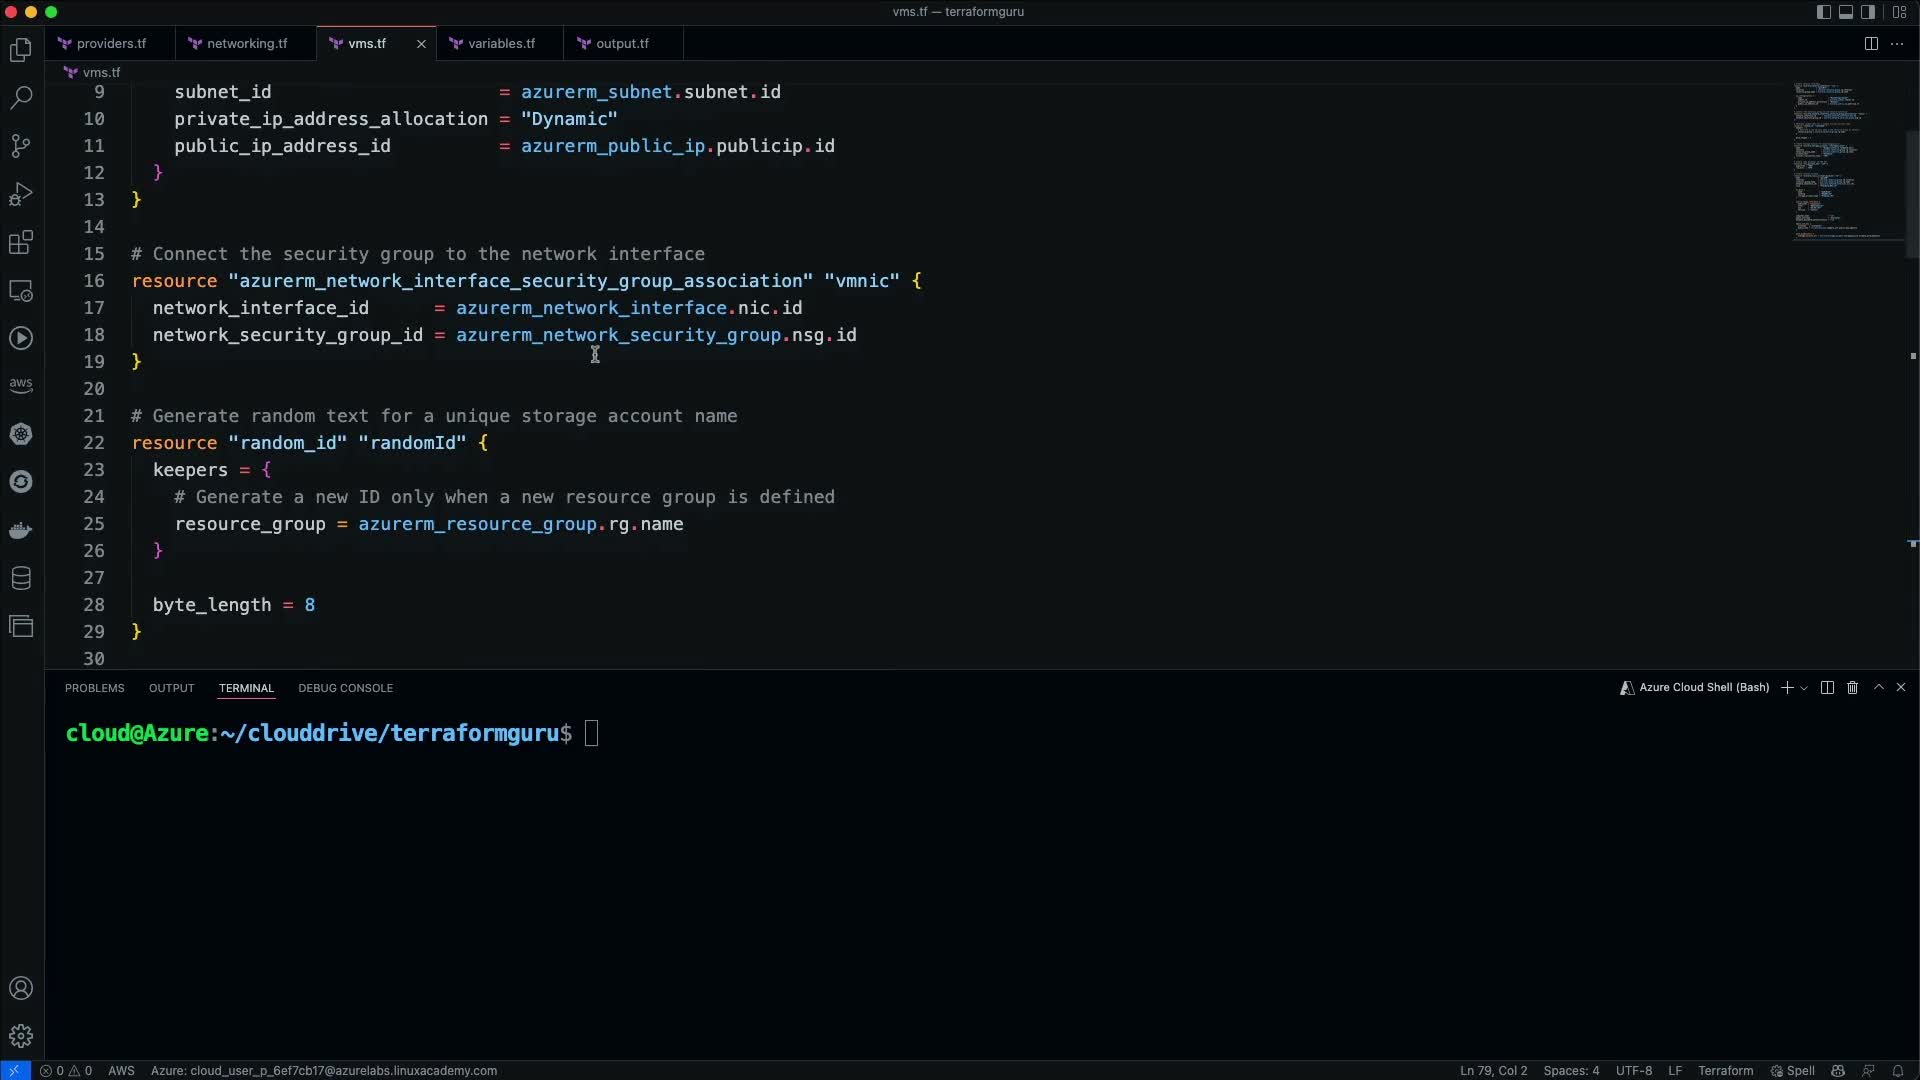 vms.tf — terraformguru
providers.tf
networking.tf
vms.tf
variables.tf
output.tf
vms.tf
9 subnet_id = azurerm_subnet.subnet.id
10 private_ip_address_allocation = "Dynamic"
11 public_ip_address_id = azurerm_public_ip.publicip.id
12 }
13 }
14
15 # Connect the security group to the network interface
16 resource "azurerm_network_interface_security_group_association" "vmnic" {
17 network_interface_id = azurerm_network_interface.nic.id
18 network_security_group_id = azurerm_network_security_group.nsg.id
19 }
20
21 # Generate random text for a unique storage account name
22 resource "random_id" "randomId" {
23 keepers = {
24 # Generate a new ID only when a new resource group is defined
25 resource_group = azurerm_resource_group.rg.name
26 }
27
28 byte_length = 8
29 }
30
aws
PROBLEMS OUTPUT TERMINAL DEBUG CONSOLE
Azure Cloud Shell (Bash)
cloud@Azure:~/clouddrive/terraformguru$
0 0 AWS Azure: cloud_user_p_6ef7cb17@azurelabs.linuxacademy.com
Ln 79, Col 2 Spaces: 4 UTF-8 LF Terraform Spell